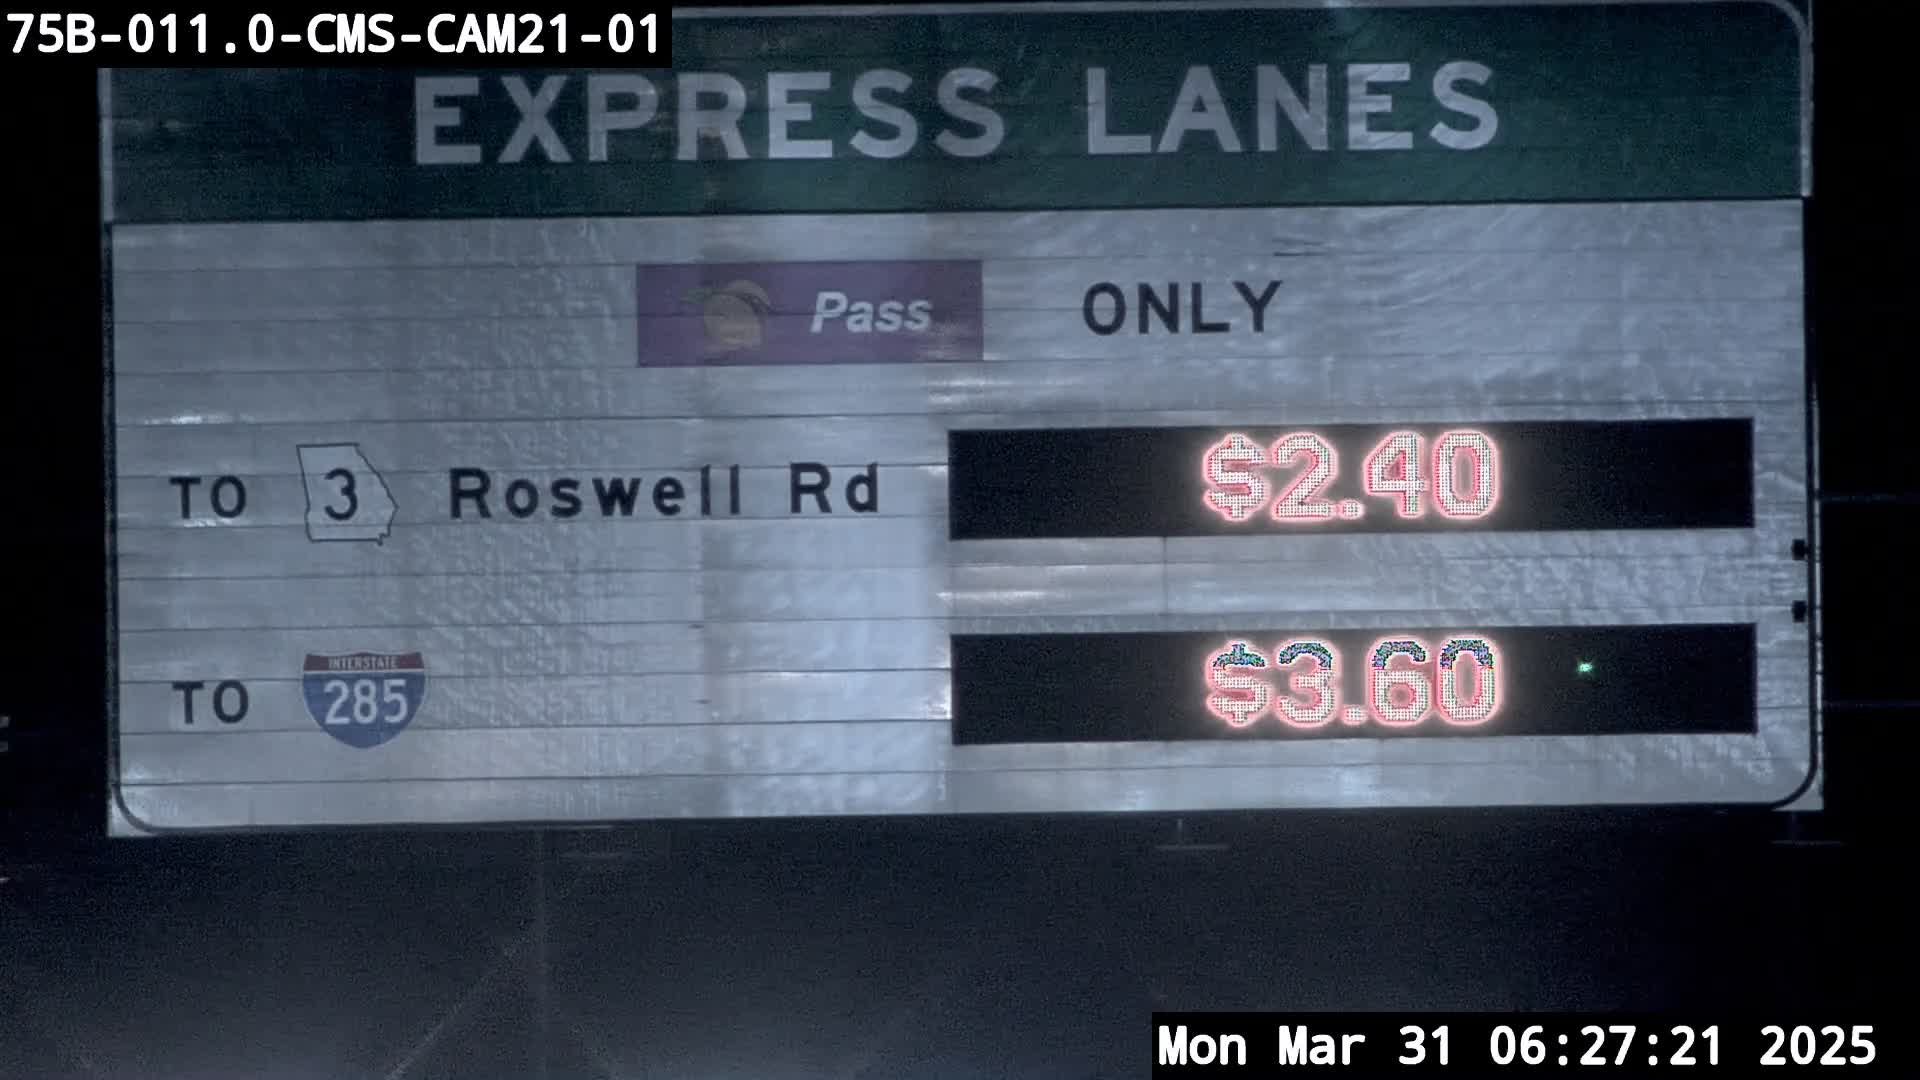 75B-011.0-CMS-CAM21-01
EXPRESS LANES
Pass ONLY
TO 3 Roswell Rd $2.40
TO INTERSTATE 285 $3.60
Mon Mar 31 06:27:21 2025